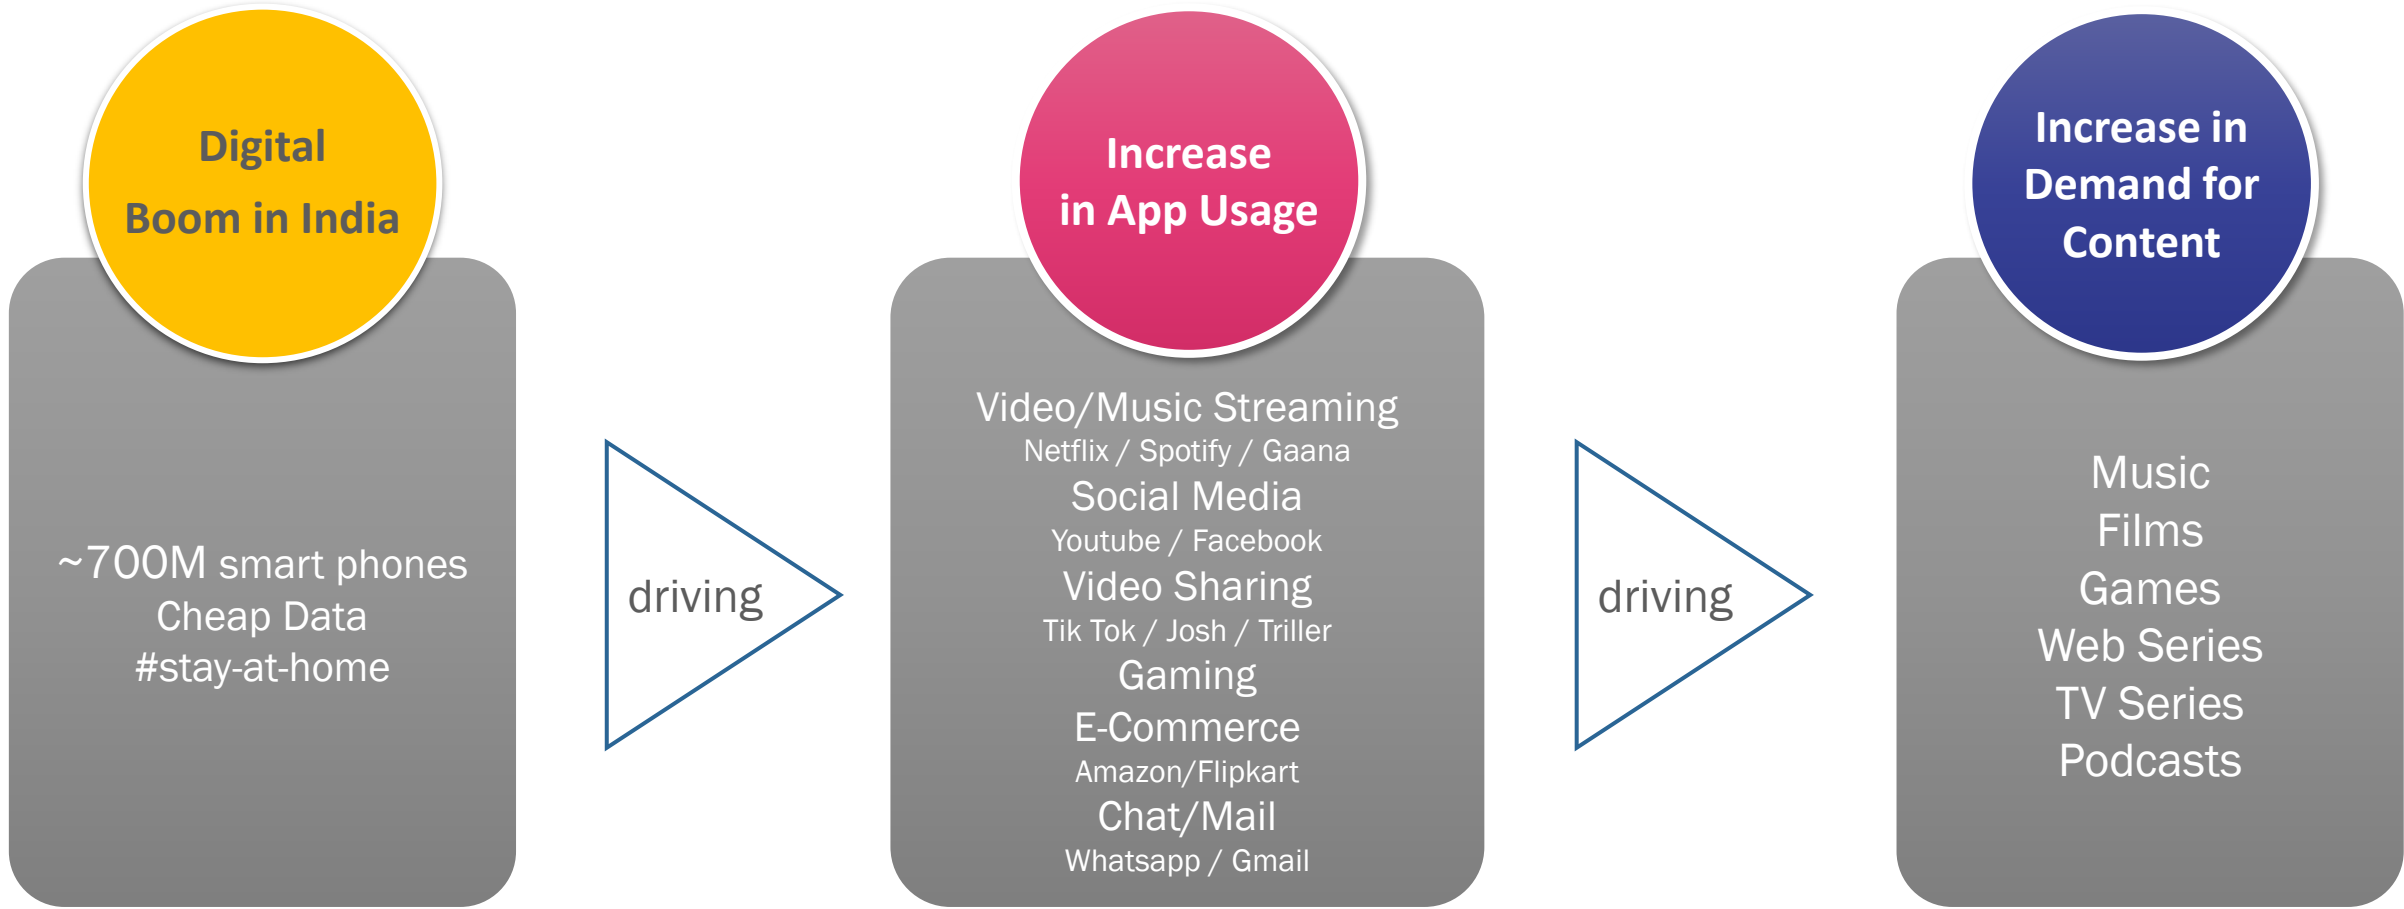 Digital
Boom in India
~700M smart phones
Cheap Data
#stay-at-home
driving
Increase
in App Usage
Video/Music Streaming
Netflix / Spotify / Gaana
Social Media
Youtube / Facebook
Video Sharing
Tik Tok / Josh / Triller
Gaming
E-Commerce
Amazon/Flipkart
Chat/Mail
Whatsapp / Gmail
driving
Increase in
Demand for
Content
Music
Films
Games
Web Series
TV Series
Podcasts